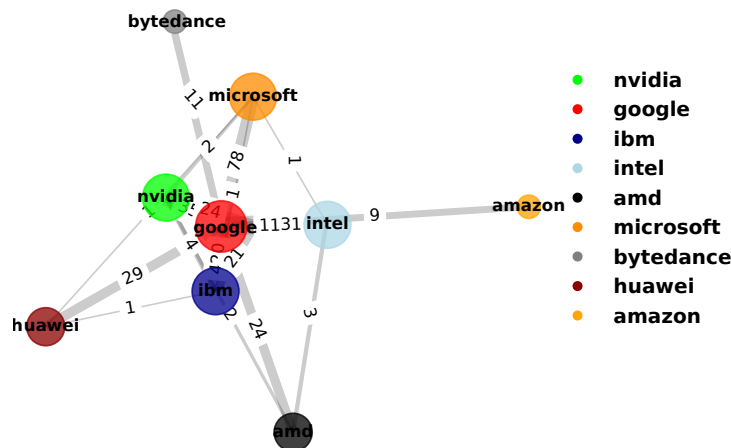 bytedance
11
microsoft
2
78
1
1
nvidia
24
google
1131
intel
9
amazon
4
21
29
ibm
1
huawei
2
24
3
amd
nvidia
google
ibm
intel
amd
microsoft
bytedance
huawei
amazon